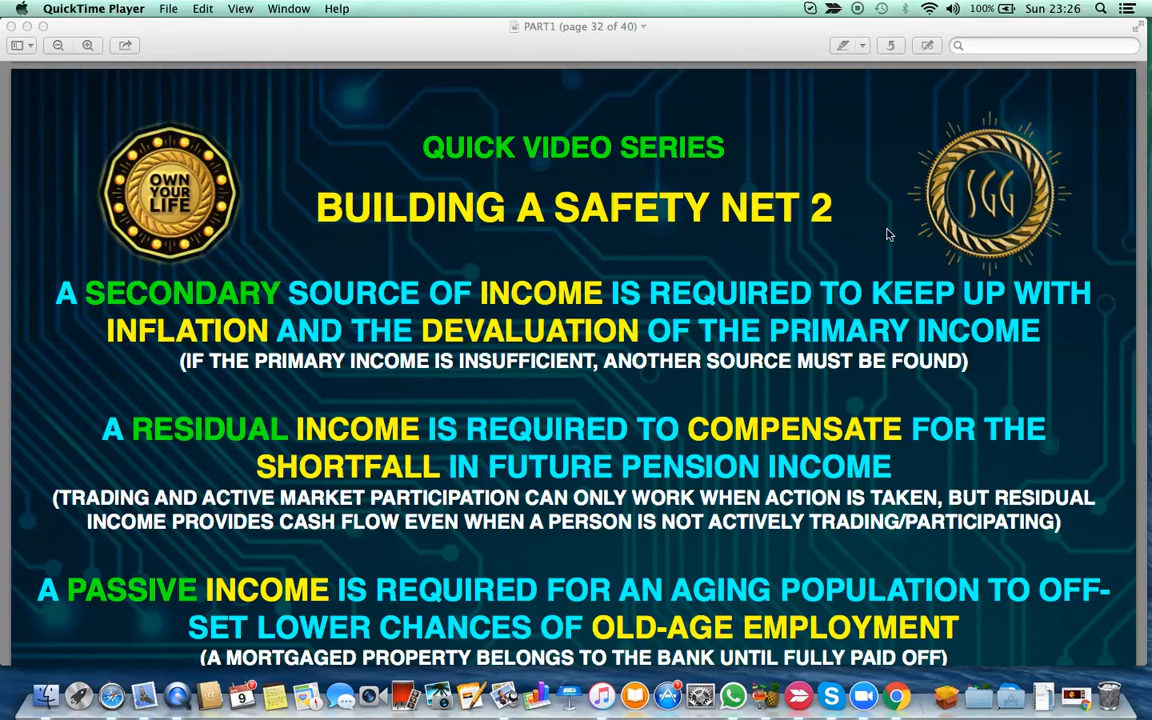 QuickTime Player File Edit View Window Help 100% Sun 23:26
PART1 (page 32 of 40)
QUICK VIDEO SERIES
OWN
YOUR
LIFE
SGG
BUILDING A SAFETY NET 2
A SECONDARY SOURCE OF INCOME IS REQUIRED TO KEEP UP WITH
INFLATION AND THE DEVALUATION OF THE PRIMARY INCOME
(IF THE PRIMARY INCOME IS INSUFFICIENT, ANOTHER SOURCE MUST BE FOUND)
A RESIDUAL INCOME IS REQUIRED TO COMPENSATE FOR THE
SHORTFALL IN FUTURE PENSION INCOME
(TRADING AND ACTIVE MARKET PARTICIPATION CAN ONLY WORK WHEN ACTION IS TAKEN, BUT RESIDUAL
INCOME PROVIDES CASH FLOW EVEN WHEN A PERSON IS NOT ACTIVELY TRADING/PARTICIPATING)
A PASSIVE INCOME IS REQUIRED FOR AN AGING POPULATION TO OFF-
SET LOWER CHANCES OF OLD-AGE EMPLOYMENT
(A MORTGAGED PROPERTY BELONGS TO THE BANK UNTIL FULLY PAID OFF)
9